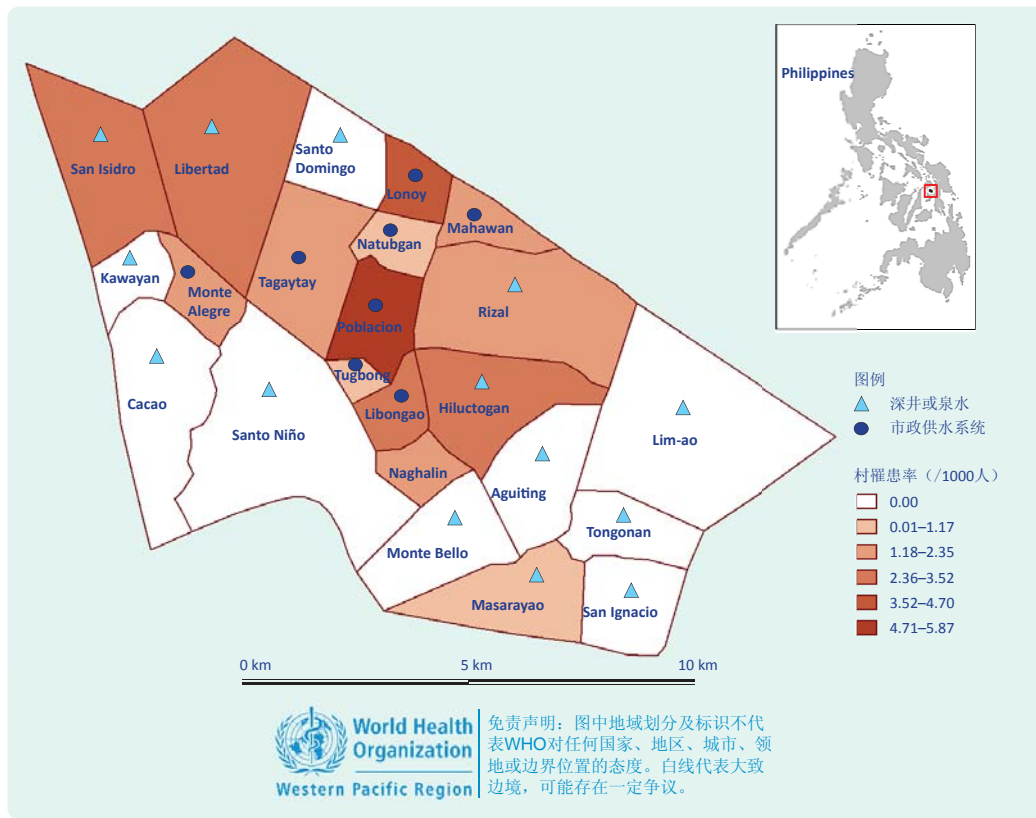 Philippines
Santo
Domingo
San Isidro
Libertad
Lonoy
Mahawan
Natubgan
Kawayan
Tagaytay
Monte
Alegre
Rizal
Poblacion
Tugbong
Cacao
Libongao
Hiluctogan
Santo Niño
Lim-ao
Naghalin
Aguiting
Tongonan
Monte Bello
Masarayao
San Ignacio
图例
深井或泉水
市政供水系统
村罹患率（/1000人）
0.00
0.01–1.17
1.18–2.35
2.36–3.52
3.52–4.70
4.71–5.87
0 km 5 km 10 km
World Health
Organization
Western Pacific Region
免责声明：图中地域划分及标识不代
表WHO对任何国家、地区、城市、领
地或边界位置的态度。白线代表大致
边境，可能存在一定争议。